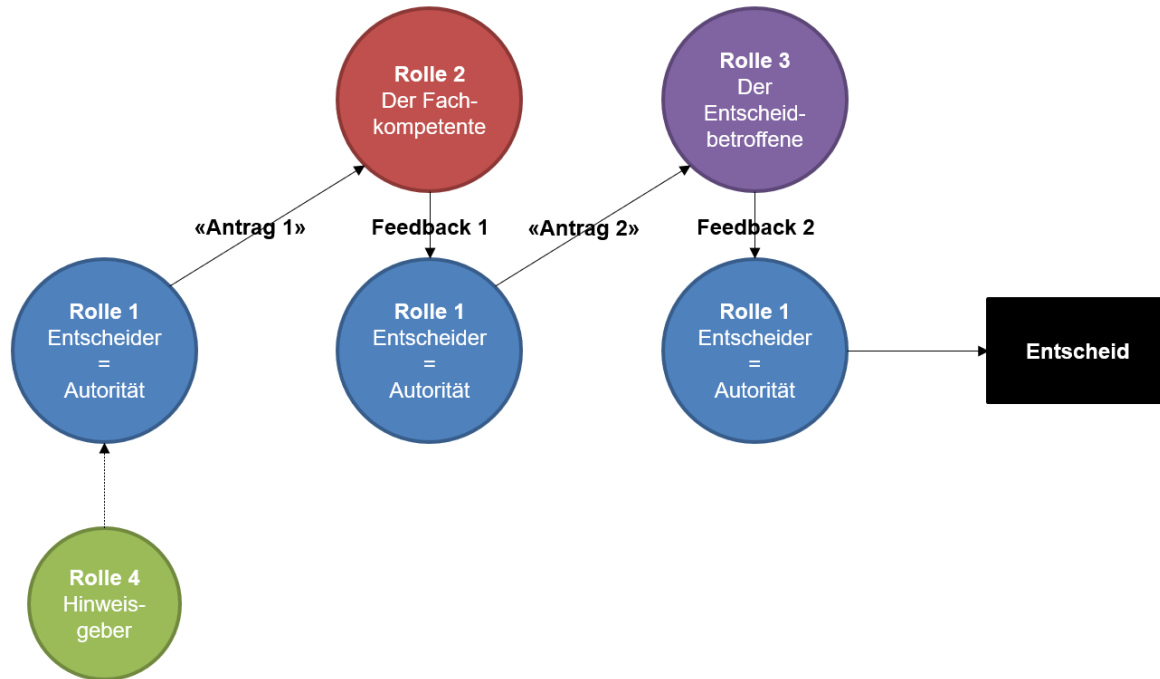 Rolle 2
Der Fach-
kompetente
Rolle 3
Der
Entscheid-
betroffene
«Antrag 1»
Feedback 1
«Antrag 2»
Feedback 2
Rolle 1
Entscheider
=
Autorität
Rolle 1
Entscheider
=
Autorität
Rolle 1
Entscheider
=
Autorität
Entscheid
Rolle 4
Hinweis-
geber